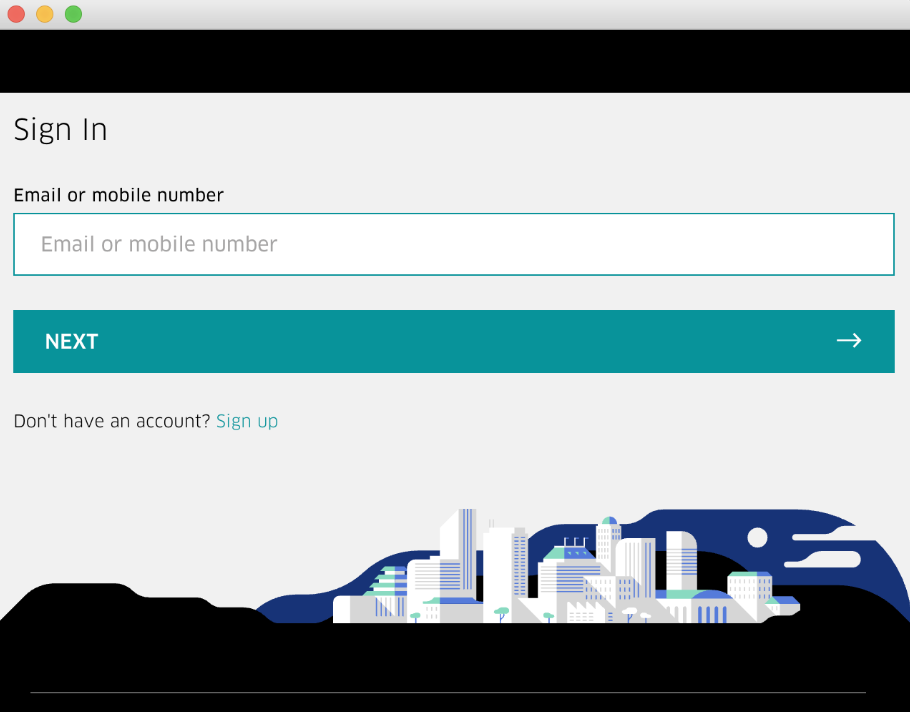 Sign In
Email or mobile number
Email or mobile number
NEXT
Don't have an account? Sign up